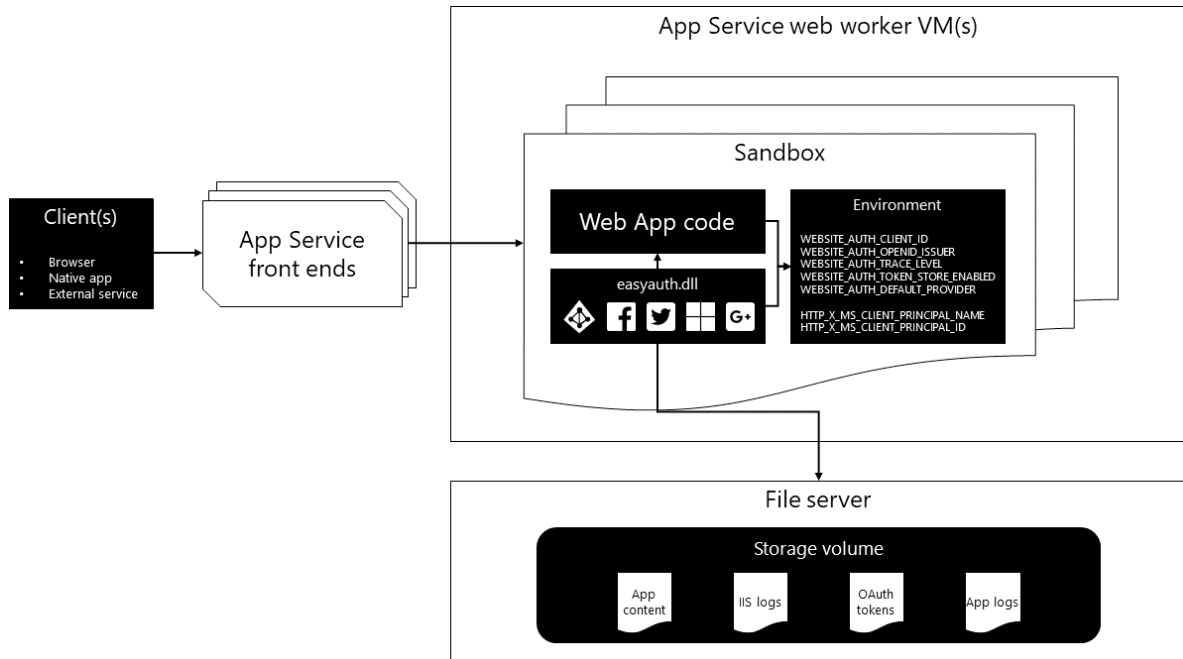 App Service web worker VM(s)
Sandbox
Client(s)
• Browser
• Native app
• External service
App Service
front ends
Web App code
easyauth.dll
G+
Environment
WEBSITE_AUTH_CLIENT_ID
WEBSITE_AUTH_OPENID_ISSUER
WEBSITE_AUTH_TRACE_LEVEL
WEBSITE_AUTH_TOKEN_STORE_ENABLED
WEBSITE_AUTH_DEFAULT_PROVIDER
HTTP_X_MS_CLIENT_PRINCIPAL_NAME
HTTP_X_MS_CLIENT_PRINCIPAL_ID
File server
Storage volume
App
content
IIS logs
OAuth
tokens
App logs